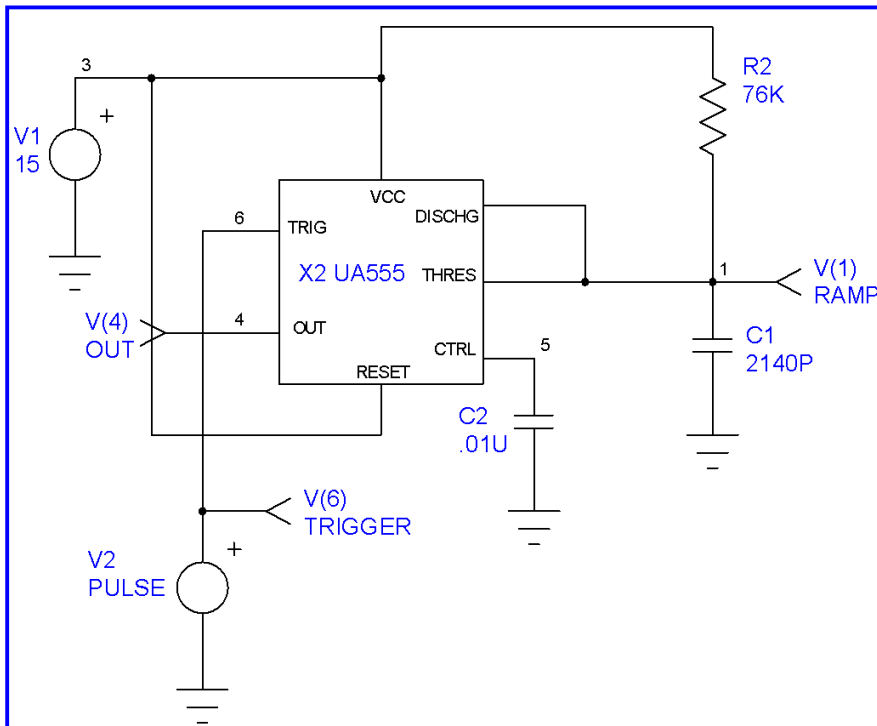 3
R2
76K
V1
+
15
VCC
6
TRIG
DISCHG
X2 UA555
THRES
1
V(1)
RAMP
V(4)
OUT
4
OUT
CTRL
5
C1
2140P
RESET
C2
.01U
V(6)
TRIGGER
V2
PULSE
+